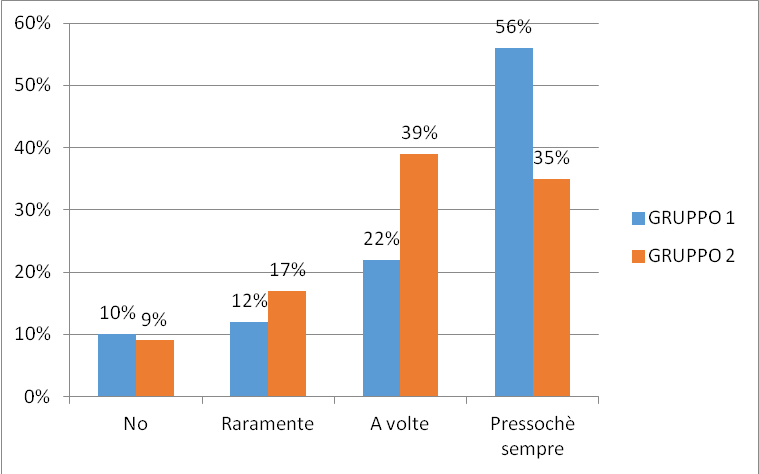 60%
50%
40%
30%
20%
10%
0%
10%
9%
12%
17%
22%
39%
56%
35%
No
Raramente
A volte
Pressochè
sempre
GRUPPO 1
GRUPPO 2